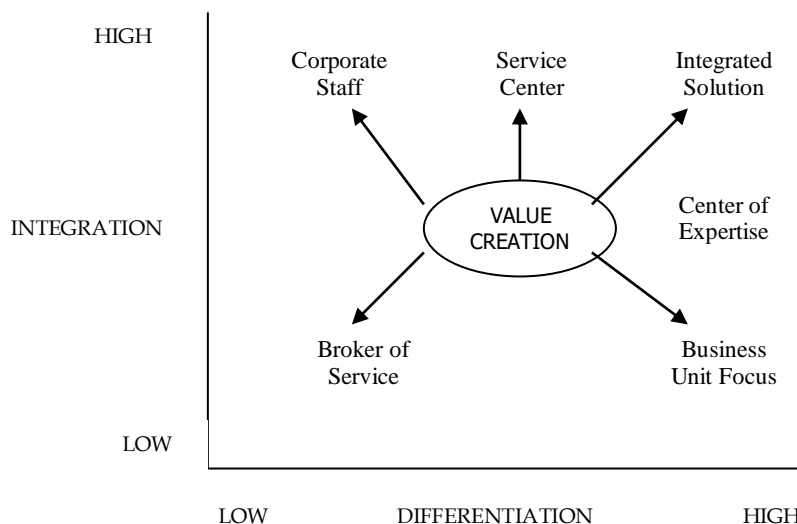 HIGH
Corporate
Staff
Service
Center
Integrated
Solution
INTEGRATION
VALUE
CREATION
Center of
Expertise
Broker of
Service
Business
Unit Focus
LOW
LOW DIFFERENTIATION HIGH